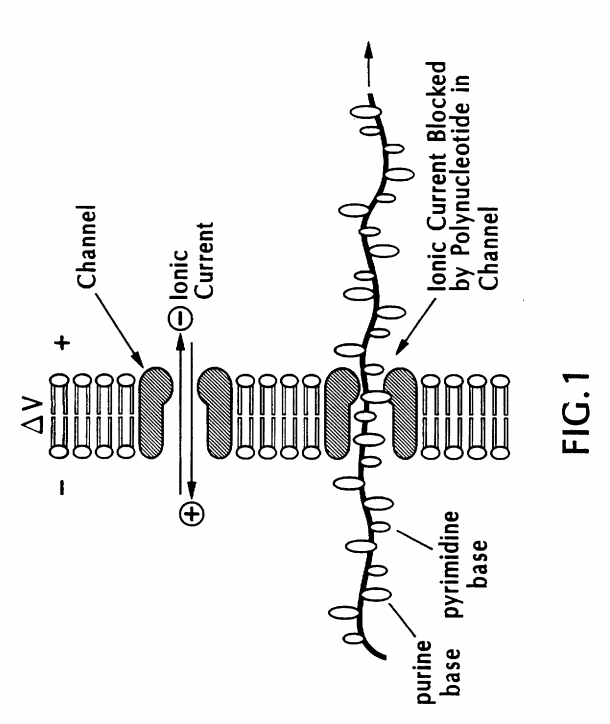 ΔV
−
+
Channel
−
+
Ionic
Current
Ionic Current Blocked
by Polynucleotide in
Channel
purine
base
pyrimidine
base
FIG. 1